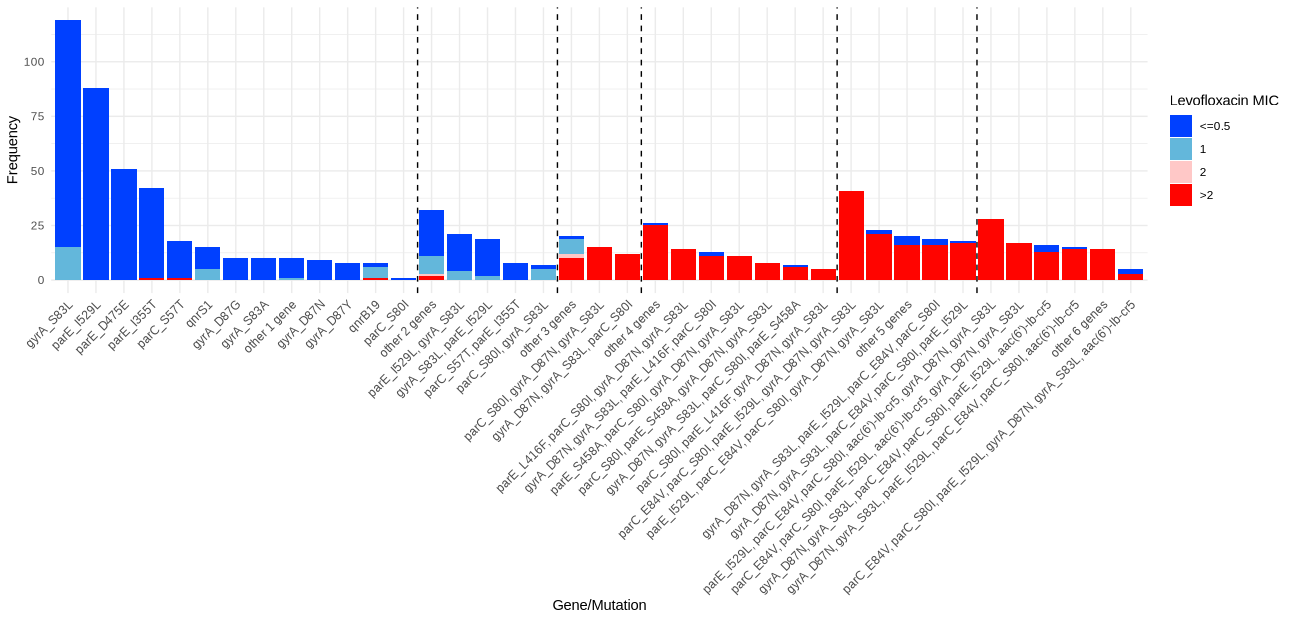 Frequency
100
75
50
25
0
gyrA_S83L
parE_I529L
parE_D475E
parE_I355T
parC_S57T
qnrS1
gyrA_D87G
gyrA_S83A
other 1 gene
gyrA_D87N
gyrA_D87Y
qnrB19
parC_S80I
other 2 genes
parE_I529L, gyrA_S83L
gyrA_S83L, parE_I529L
parC_S57T, parE_I355T
parC_S80I, gyrA_S83L
other 3 genes
parC_S80I, gyrA_D87N, gyrA_S83L
gyrA_D87N, gyrA_S83L, parC_S80I
other 4 genes
parE_L416F, parC_S80I, gyrA_D87N, gyrA_S83L
gyrA_D87N, gyrA_S83L, parE_L416F, parC_S80I
parE_S458A, parC_S80I, gyrA_D87N, gyrA_S83L
parC_S80I, parE_S458A, gyrA_D87N, gyrA_S83L
gyrA_D87N, gyrA_S83L, parC_S80I, parE_S458A
parC_S80I, parE_L416F, gyrA_D87N, gyrA_S83L
parC_E84V, parC_S80I, parE_I529L, gyrA_D87N, gyrA_S83L
parE_I529L, parC_E84V, parC_S80I, gyrA_D87N, gyrA_S83L
other 5 genes
gyrA_D87N, gyrA_S83L, parE_I529L, parC_E84V, parC_S80I
gyrA_D87N, gyrA_S83L, parC_E84V, parC_S80I, parE_I529L
parE_I529L, parC_E84V, parC_S80I, aac(6')-Ib-cr5, gyrA_D87N, gyrA_S83L
parC_E84V, parC_S80I, parE_I529L, aac(6')-Ib-cr5, gyrA_D87N, gyrA_S83L
gyrA_D87N, gyrA_S83L, parC_E84V, parC_S80I, parE_I529L, aac(6')-Ib-cr5
gyrA_D87N, gyrA_S83L, parE_I529L, parC_E84V, parC_S80I, aac(6')-Ib-cr5
other 6 genes
parC_E84V, parC_S80I, parE_I529L, gyrA_D87N, gyrA_S83L, aac(6')-Ib-cr5
Gene/Mutation
Levofloxacin MIC
<=0.5
1
2
>2